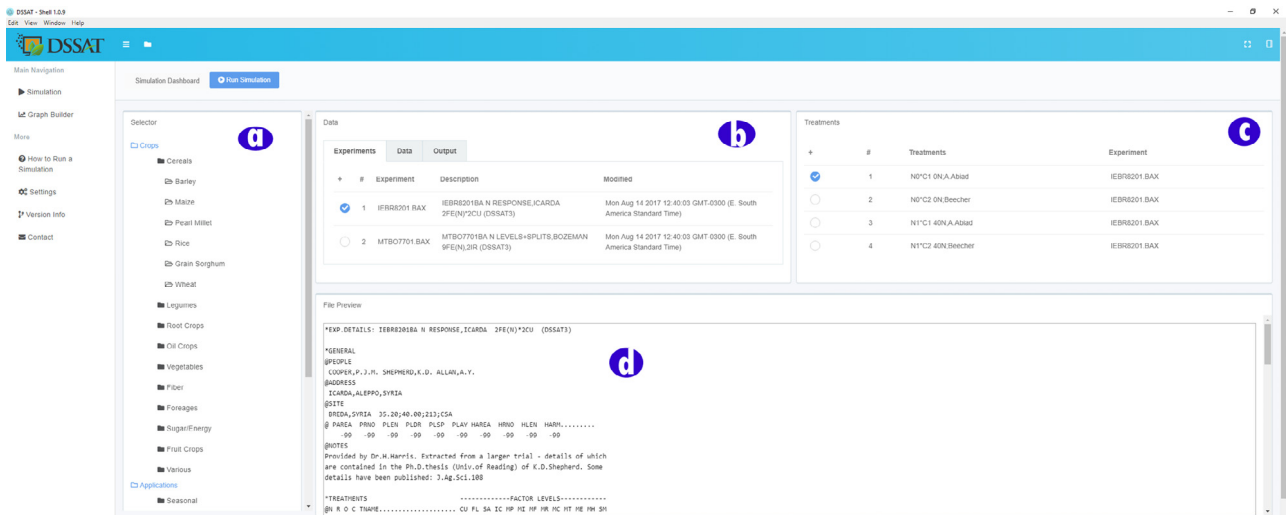 DSSAT - Shell 1.0.9
Edit View Window Help
DSSAT
Main Navigation
Simulation
Graph Builder
More
How to Run a
Simulation
Settings
Version Info
Contact
Simulation Dashboard
Run Simulation
Selector
a
Crops
Cereals
Barley
Maize
Pearl Millet
Rice
Grain Sorghum
Wheat
Legumes
Root Crops
Oil Crops
Vegetables
Fiber
Foreages
Sugar/Energy
Fruit Crops
Various
Applications
Seasonal
Data
b
Experiments Data Output
+ # Experiment Description Modified
1 IEBR8201.BAX IEBR8201BA N RESPONSE,ICARDA Mon Aug 14 2017 12:40:03 GMT-0300 (E. South
2FE(N)*2CU (DSSAT3) America Standard Time)
2 MTBO7701.BAX MTBO7701BA N LEVELS+SPLITS,BOZEMAN Mon Aug 14 2017 12:40:03 GMT-0300 (E. South
9FE(N),2IR (DSSAT3) America Standard Time)
Treatments
c
+ # Treatments Experiment
1 N0*C1 0N;A.Abiad IEBR8201.BAX
2 N0*C2 0N;Beecher IEBR8201.BAX
3 N1*C1 40N;A.Abiad IEBR8201.BAX
4 N1*C2 40N;Beecher IEBR8201.BAX
File Preview
d
*EXP.DETAILS: IEBR8201BA N RESPONSE,ICARDA 2FE(N)*2CU (DSSAT3)
*GENERAL
@PEOPLE
COOPER,P.J.M. SHEPHERD,K.D. ALLAN,A.Y.
@ADDRESS
ICARDA,ALEPPO,SYRIA
@SITE
BREDA,SYRIA 35.20;40.00;213;CSA
@ PAREA PRNO PLEN PLDR PLSP PLAY HAREA HRNO HLEN HARM.........
-99 -99 -99 -99 -99 -99 -99 -99 -99 -99
@NOTES
Provided by Dr.H.Harris. Extracted from a larger trial - details of which
are contained in the Ph.D.thesis (Univ.of Reading) of K.D.Shepherd. Some
details have been published: J.Ag.Sci.108
*TREATMENTS -------------FACTOR LEVELS------------
@N R O C TNAME.................... CU FL SA IC MP MI MF MR MC MT ME MH SM